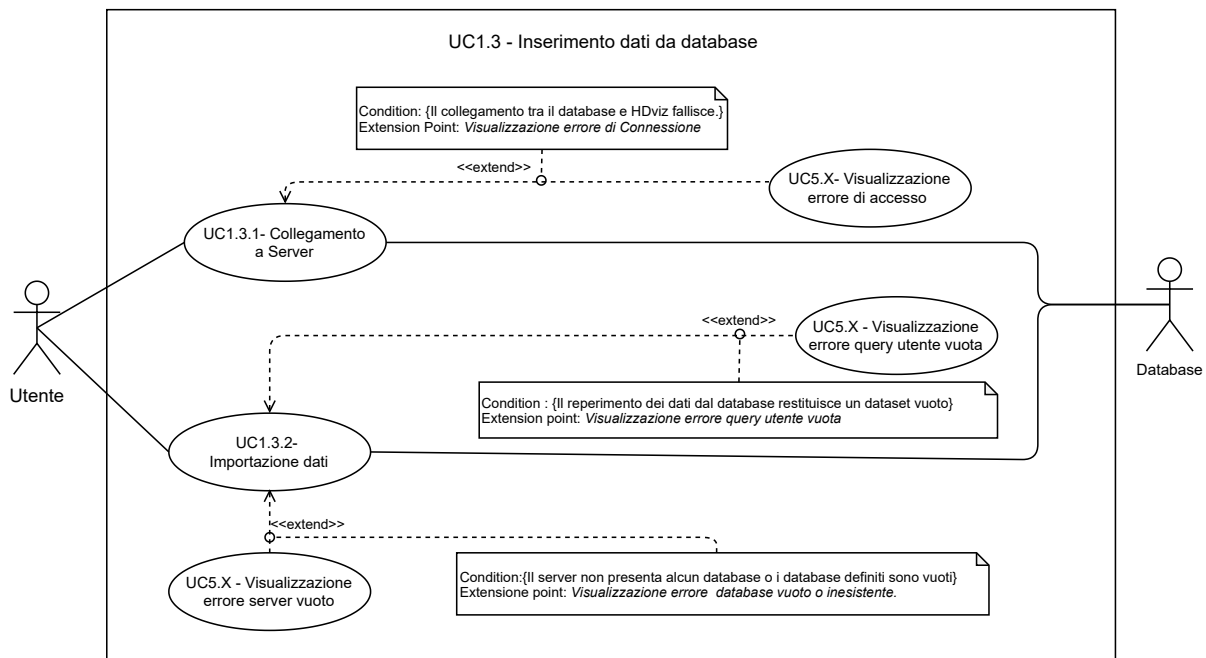 UC1.3 - Inserimento dati da database
Condition: {Il collegamento tra il database e HDviz fallisce.}
Extension Point: Visualizzazione errore di Connessione
<<extend>>
UC5.X- Visualizzazione
errore di accesso
UC1.3.1- Collegamento
a Server
<<extend>>
UC5.X - Visualizzazione
errore query utente vuota
Utente
Database
Condition : {Il reperimento dei dati dal database restituisce un dataset vuoto}
Extension point: Visualizzazione errore query utente vuota
UC1.3.2-
Importazione dati
<<extend>>
UC5.X - Visualizzazione
errore server vuoto
Condition:{Il server non presenta alcun database o i database definiti sono vuoti}
Extensione point: Visualizzazione errore  database vuoto o inesistente.